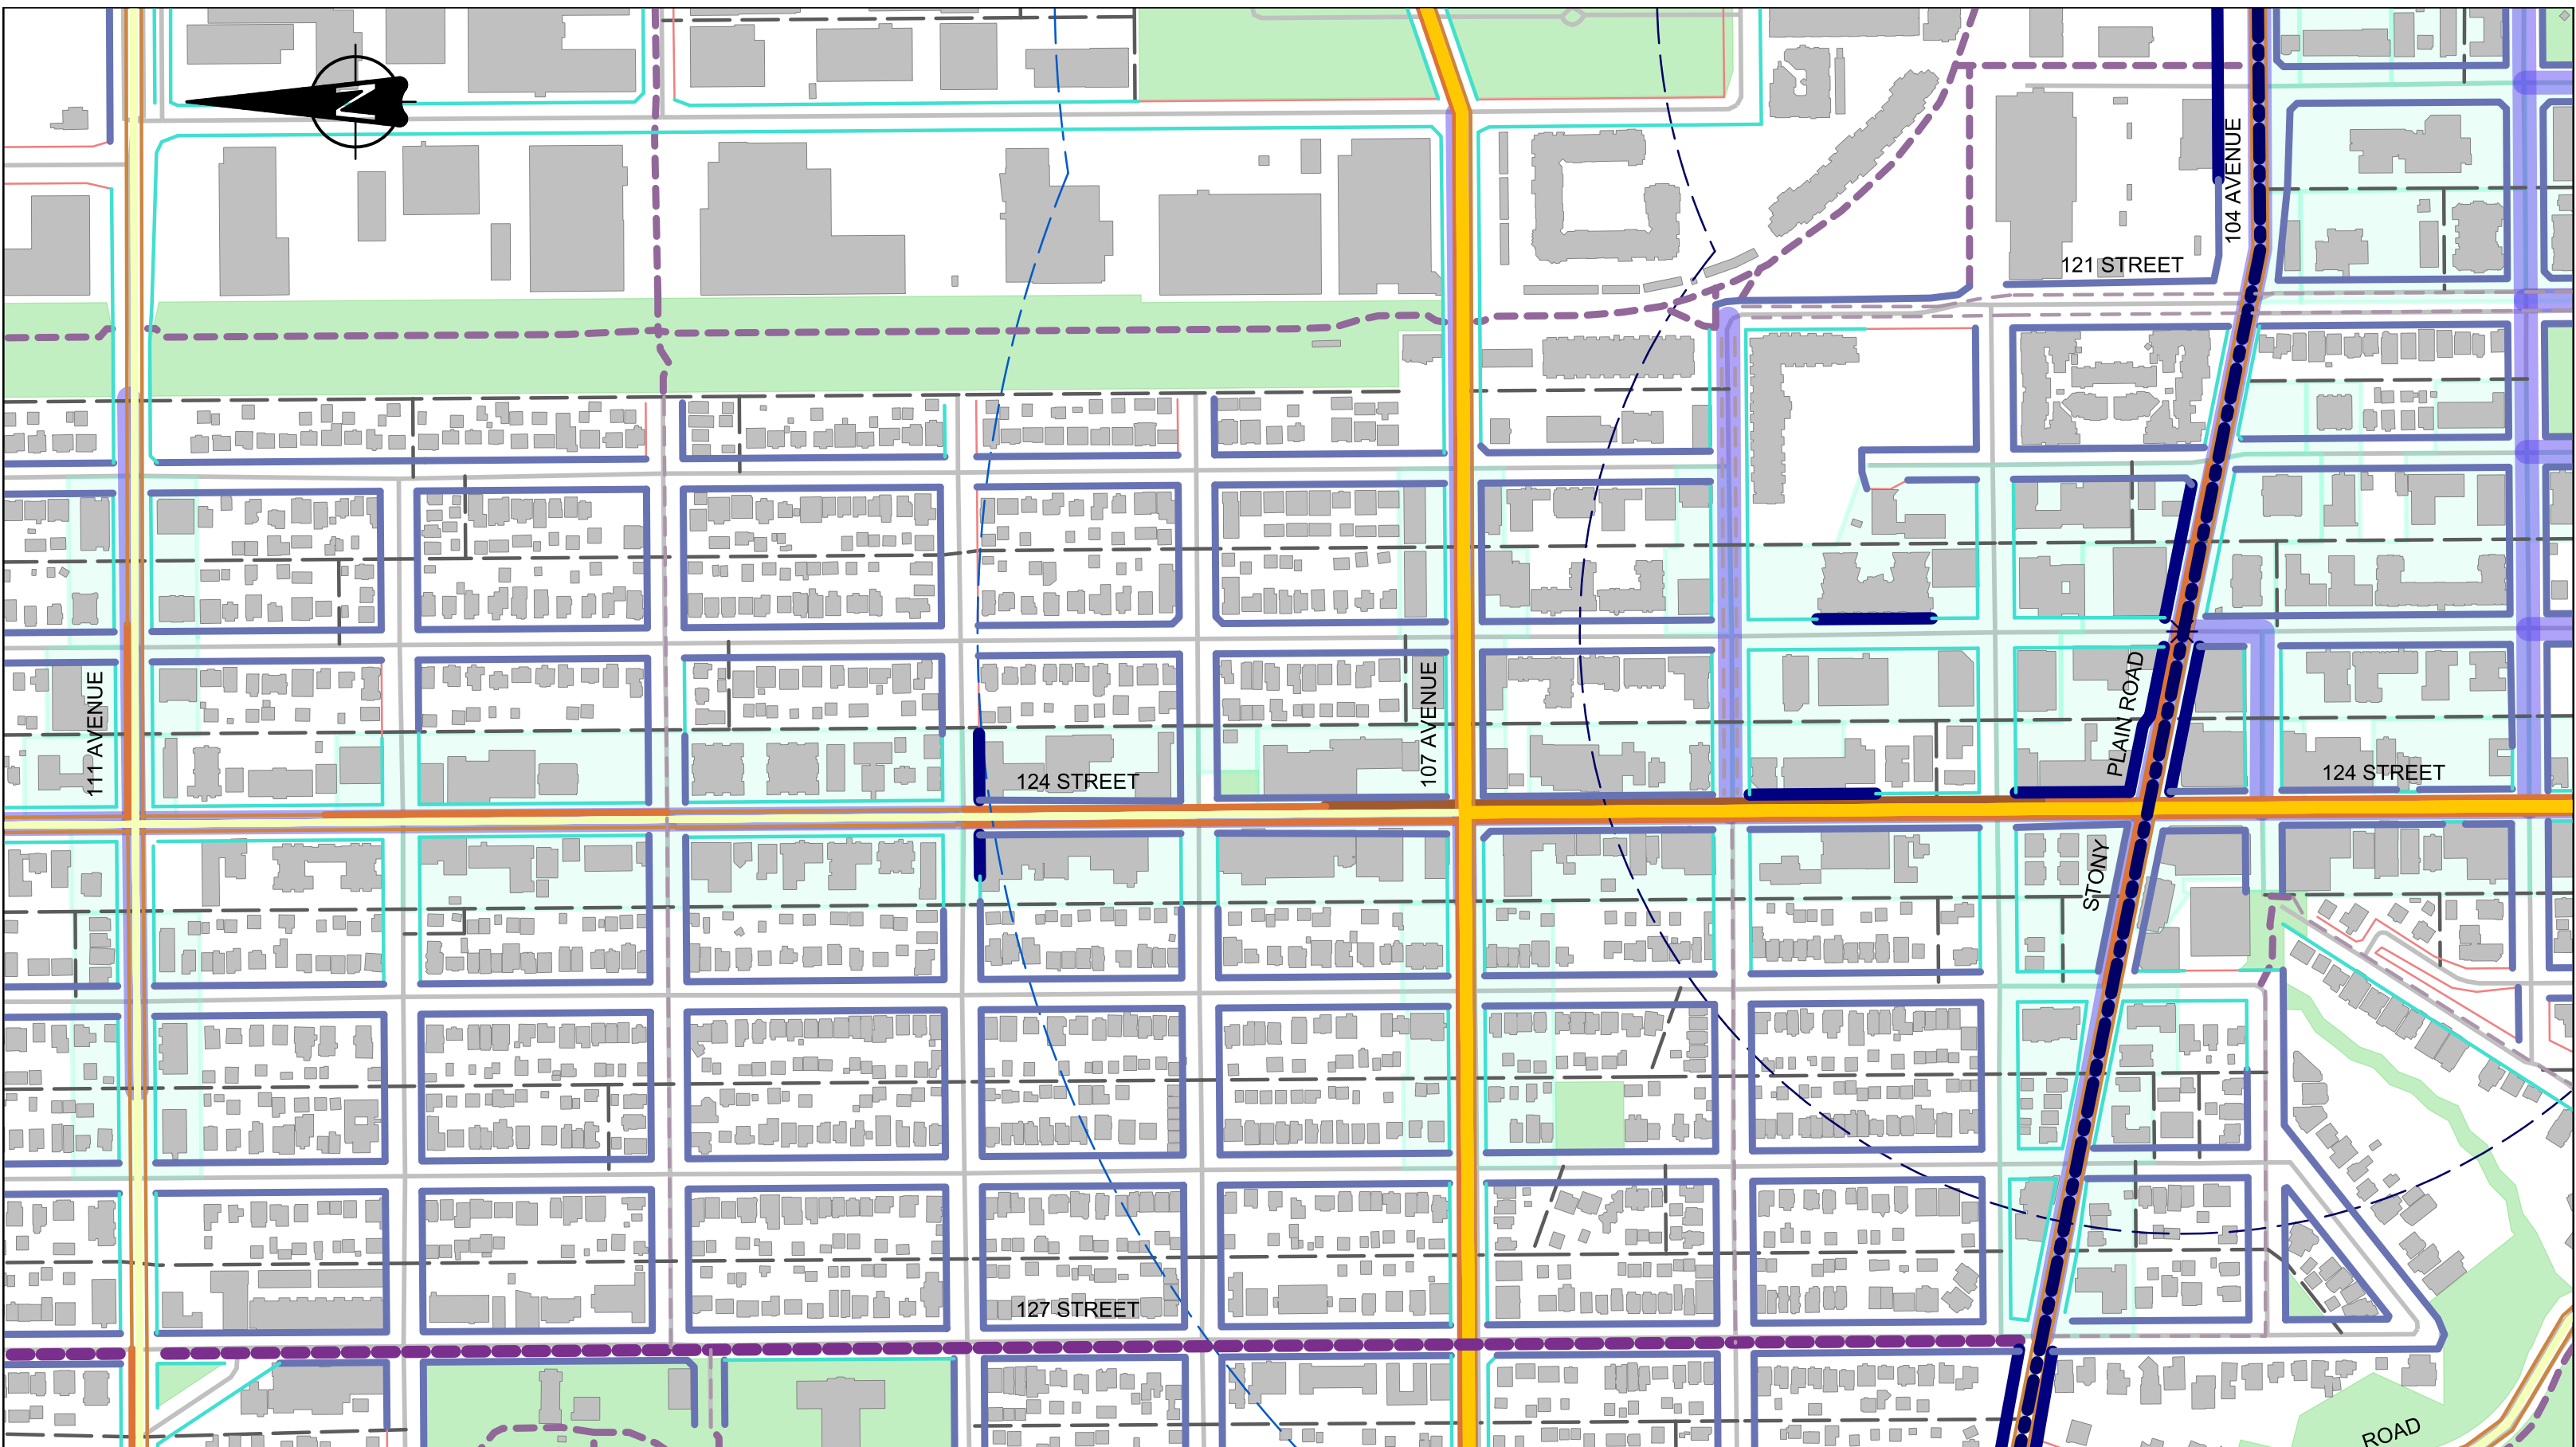 104 AVENUE
121 STREET
111 AVENUE
107 AVENUE
PLAIN ROAD
124 STREET
124 STREET
STONY
127 STREET
ROAD